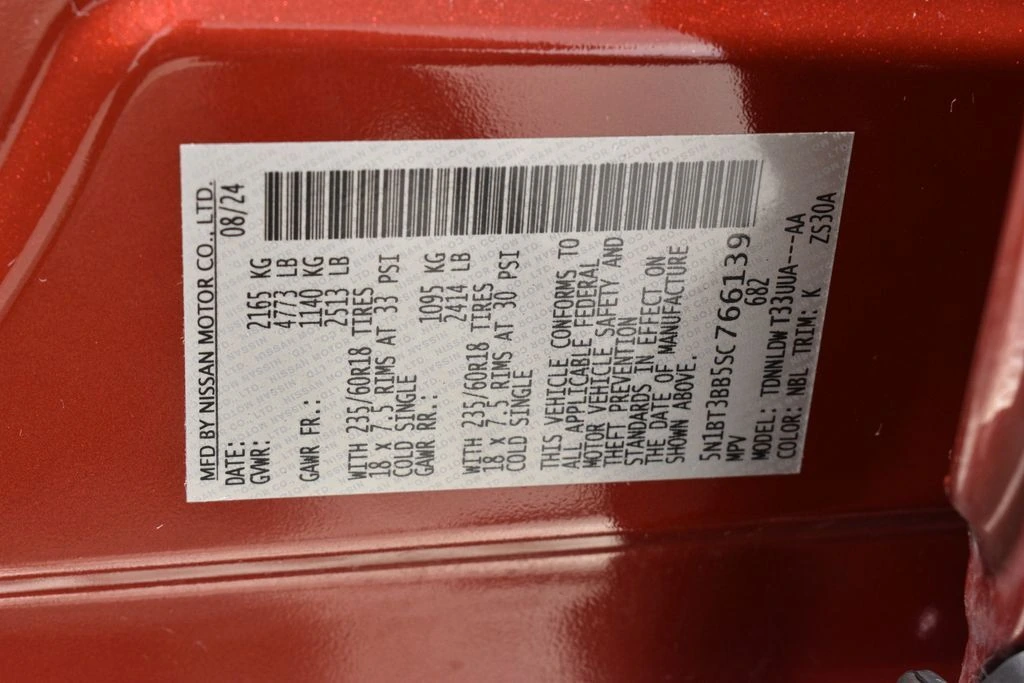 MFD BY NISSAN MOTOR CO., LTD.
DATE: 08/24
GVWR: 2165 KG
4773 LB
GAWR FR.: 1140 KG
2513 LB
WITH 235/60R18 TIRES
18 X 7.5 RIMS AT 33 PSI
COLD SINGLE
GAWR RR.: 1095 KG
2414 LB
WITH 235/60R18 TIRES
18 X 7.5 RIMS AT 30 PSI
COLD SINGLE
THIS VEHICLE CONFORMS TO
ALL APPLICABLE FEDERAL
MOTOR VEHICLE SAFETY AND
THEFT PREVENTION
STANDARDS IN EFFECT ON
THE DATE OF MANUFACTURE
SHOWN ABOVE.
5N1BT3BB5SC766139
MPV 682
MODEL: TDNNLDWT33UUA---AA
COLOR: NBL TRIM: K ZS30A